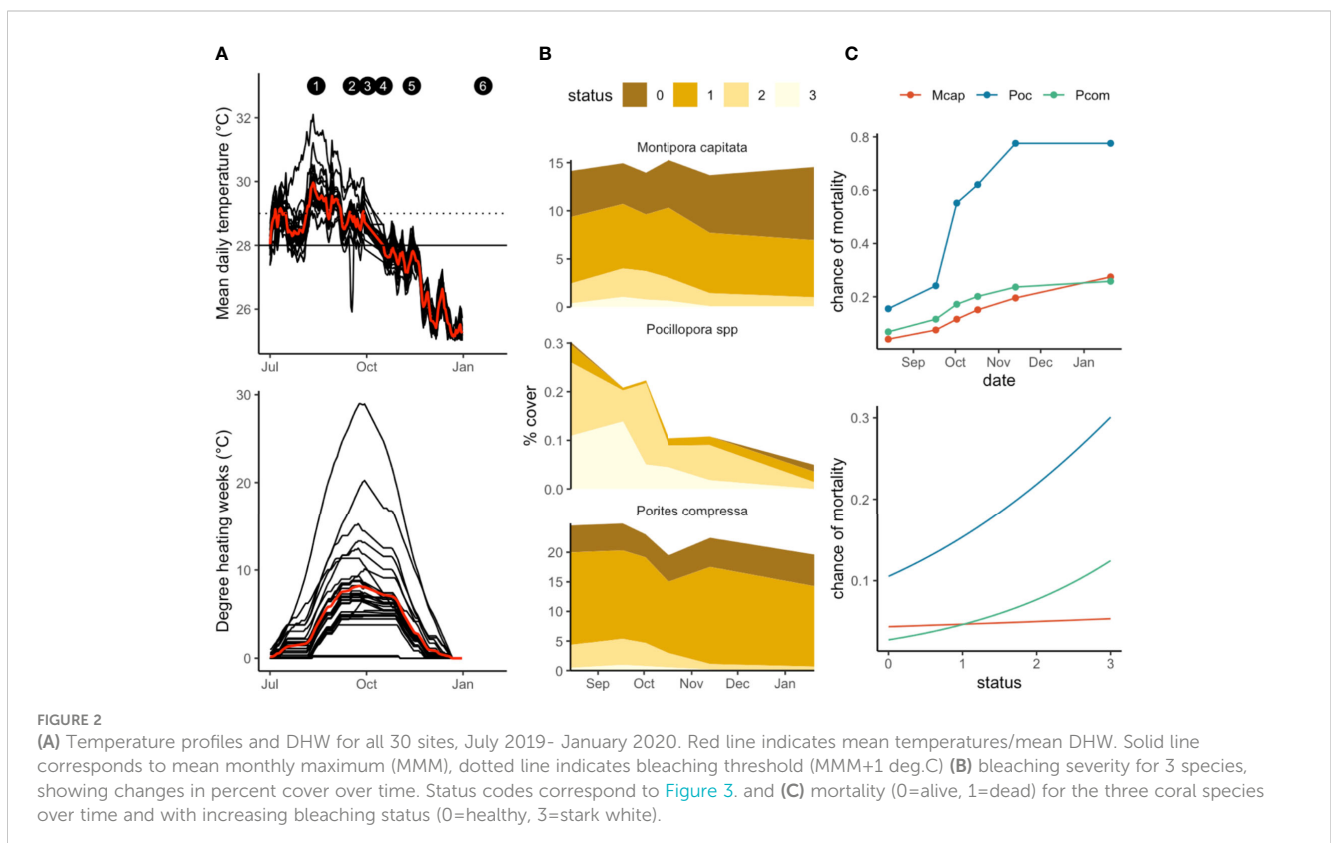 A
B
C
1 2 3 4 5 6
Mean daily temperature (°C)
32
30
28
26
Jul Oct Jan
Degree heating weeks (°C)
30
20
10
0
Jul Oct Jan
status 0 1 2 3
Montipora capitata
15
10
5
0
Pocillopora spp
% cover
0.3
0.2
0.1
0.0
Porites compressa
20
15
10
5
0
Sep Oct Nov Dec Jan
Mcap Poc Pcom
chance of mortality
0.8
0.6
0.4
0.2
Sep Oct Nov Dec Jan
date
chance of mortality
0.3
0.2
0.1
0 1 2 3
status
FIGURE 2
(A) Temperature profiles and DHW for all 30 sites, July 2019- January 2020. Red line indicates mean temperatures/mean DHW. Solid line
corresponds to mean monthly maximum (MMM), dotted line indicates bleaching threshold (MMM+1 deg.C) (B) bleaching severity for 3 species,
showing changes in percent cover over time. Status codes correspond to Figure 3. and (C) mortality (0=alive, 1=dead) for the three coral species
over time and with increasing bleaching status (0=healthy, 3=stark white).